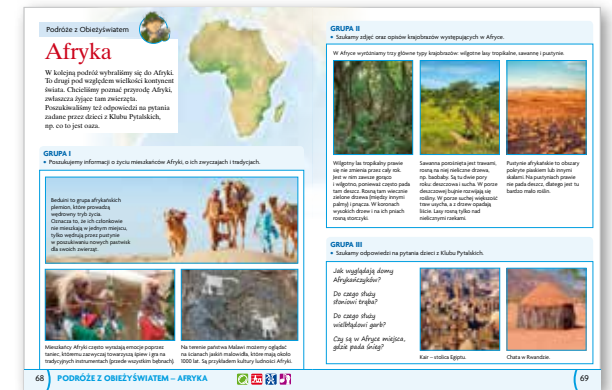 Podróże z Obieżyświatem
Afryka
W kolejną podróż wybraliśmy się do Afryki.
To drugi pod względem wielkości kontynent
świata. Chcieliśmy poznać przyrodę Afryki,
zwłaszcza żyjące tam zwierzęta.
Poszukiwaliśmy też odpowiedzi na pytania
zadane przez dzieci z Klubu Pytalskich,
np. co to jest oaza.
GRUPA I
• Poszukujemy informacji o życiu mieszkańców Afryki, o ich zwyczajach i tradycjach.
Beduini to grupa afrykańskich
plemion, które prowadzą
wędrowny tryb życia.
Oznacza to, że ich członkowie
nie mieszkają w jednym miejscu,
tylko wędrują przez pustynie
w poszukiwaniu nowych pastwisk
dla swoich zwierząt.
Mieszkańcy Afryki często wyrażają emocje poprzez
taniec, któremu zazwyczaj towarzyszą śpiew i gra na
tradycyjnych instrumentach (przede wszystkim bębnach).
Na terenie państwa Malawi możemy oglądać
na ścianach jaskiń malowidła, które mają około
1000 lat. Są przykładem kultury ludności Afryki.
68 PODRÓŻE Z OBIEŻYŚWIATEM – AFRYKA
GRUPA II
• Szukamy zdjęć oraz opisów krajobrazów występujących w Afryce.
W Afryce wyróżniamy trzy główne typy krajobrazów: wilgotne lasy tropikalne, sawannę i pustynie.
Wilgotny las tropikalny prawie
się nie zmienia przez cały rok.
Jest w nim zawsze gorąco
i wilgotno, ponieważ często pada
tam deszcz. Rosną tam wiecznie
zielone drzewa (między innymi
palmy) i pnącza. W koronach
wysokich drzew i na ich pniach
rosną storczyki.
Sawanna porośnięta jest trawami,
rosną na niej nieliczne drzewa,
np. baobaby. Są tu dwie pory
roku: deszczowa i sucha. W porze
deszczowej bujnie rozwijają się
rośliny. W porze suchej większość
traw usycha, a z drzew opadają
liście. Lasy rosną tylko nad
nielicznymi rzekami.
Pustynie afrykańskie to obszary
pokryte piaskiem lub innymi
skałami. Na pustyniach prawie
nie pada deszcz, dlatego jest tu
bardzo mało roślin.
GRUPA III
• Szukamy odpowiedzi na pytania dzieci z Klubu Pytalskich.
Jak wyglądają domy
Afrykańczyków?
Do czego służy
słoniowi trąba?
Do czego służy
wielbłądowi garb?
Czy są w Afryce miejsca,
gdzie pada śnieg?
Kair – stolica Egiptu.
Chata w Rwandzie.
69